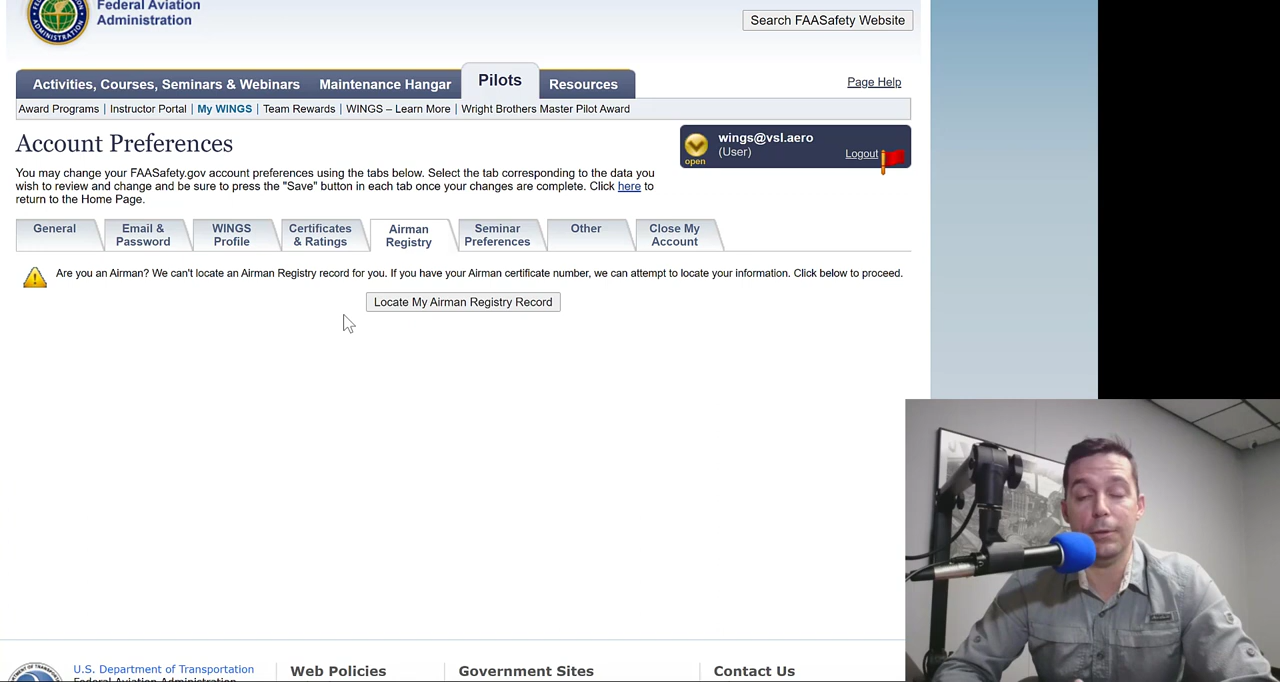 Federal Aviation
Administration
Search FAASafety Website
Activities, Courses, Seminars & Webinars
Maintenance Hangar
Pilots
Resources
Page Help
Award Programs | Instructor Portal | My WINGS | Team Rewards | WINGS – Learn More | Wright Brothers Master Pilot Award
Account Preferences
wings@vsl.aero
(User)
Logout
open
You may change your FAASafety.gov account preferences using the tabs below. Select the tab corresponding to the data you
wish to review and change and be sure to press the "Save" button in each tab once your changes are complete. Click here to
return to the Home Page.
General
Email &
Password
WINGS
Profile
Certificates
& Ratings
Airman
Registry
Seminar
Preferences
Other
Close My
Account
Are you an Airman? We can't locate an Airman Registry record for you. If you have your Airman certificate number, we can attempt to locate your information. Click below to proceed.
Locate My Airman Registry Record
U.S. Department of Transportation
Federal Aviation Administration
Web Policies
Government Sites
Contact Us